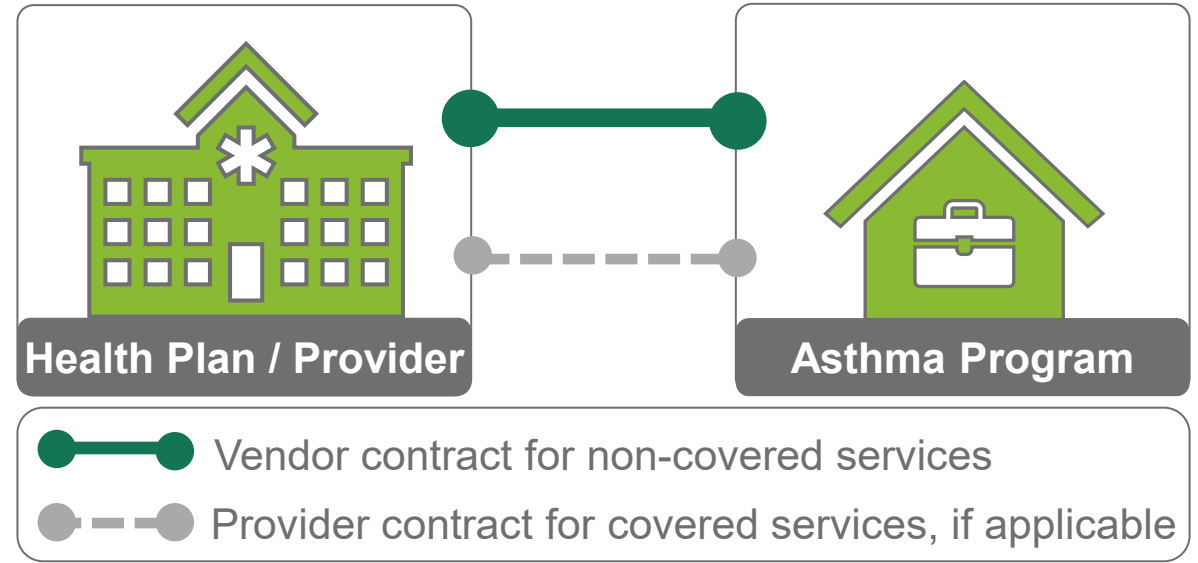 Health Plan / Provider
Asthma Program
Vendor contract for non-covered services
Provider contract for covered services, if applicable